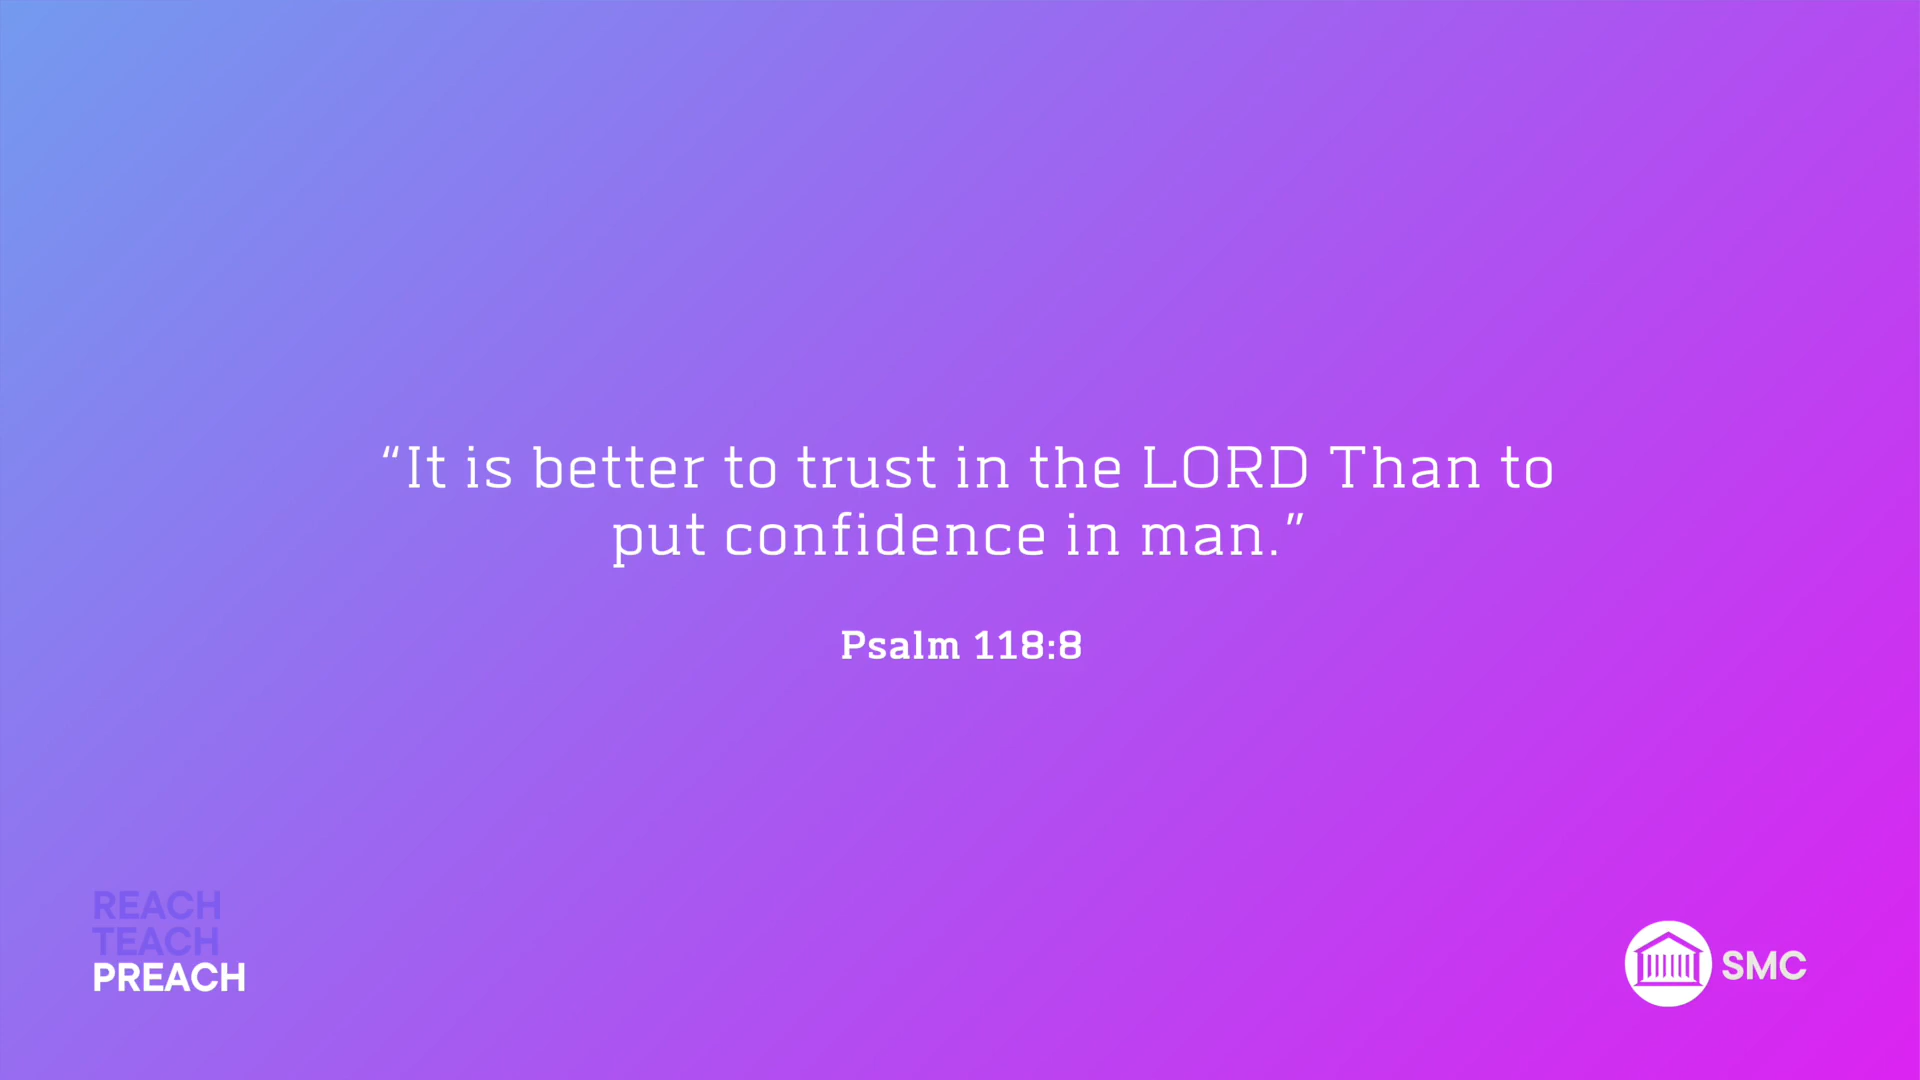 “It is better to trust in the LORD Than to
put confidence in man.”
Psalm 118:8
REACH
TEACH
PREACH
SMC